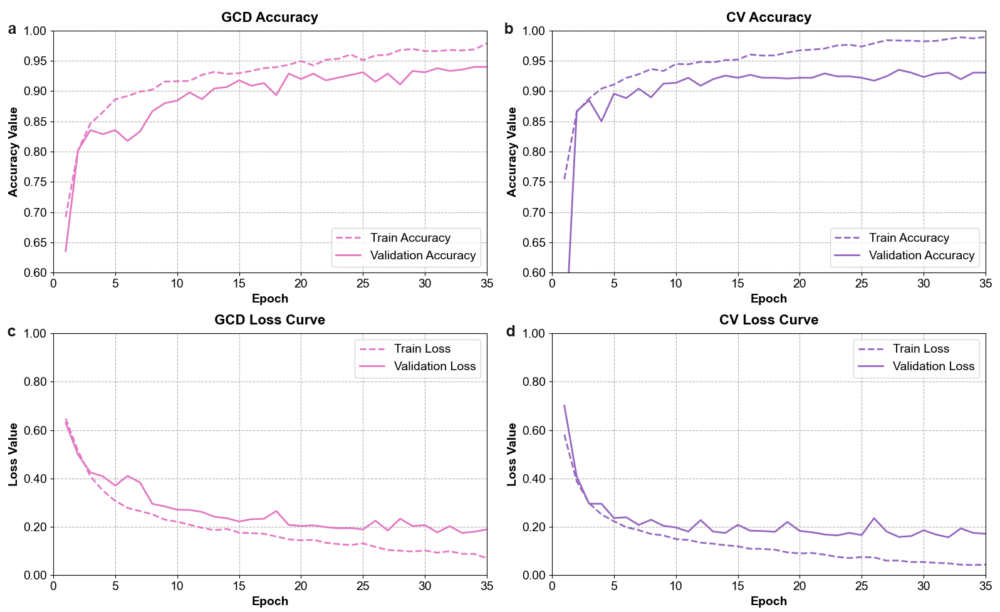 a
GCD Accuracy
1.00
0.95
0.90
0.85
0.80
0.75
0.70
0.65
0.60
Accuracy Value
Train Accuracy
Validation Accuracy
0 5 10 15 20 25 30 35
Epoch
b
CV Accuracy
1.00
0.95
0.90
0.85
0.80
0.75
0.70
0.65
0.60
Accuracy Value
Train Accuracy
Validation Accuracy
0 5 10 15 20 25 30 35
Epoch
c
GCD Loss Curve
1.00
0.80
0.60
0.40
0.20
0.00
Loss Value
Train Loss
Validation Loss
0 5 10 15 20 25 30 35
Epoch
d
CV Loss Curve
1.00
0.80
0.60
0.40
0.20
0.00
Loss Value
Train Loss
Validation Loss
0 5 10 15 20 25 30 35
Epoch